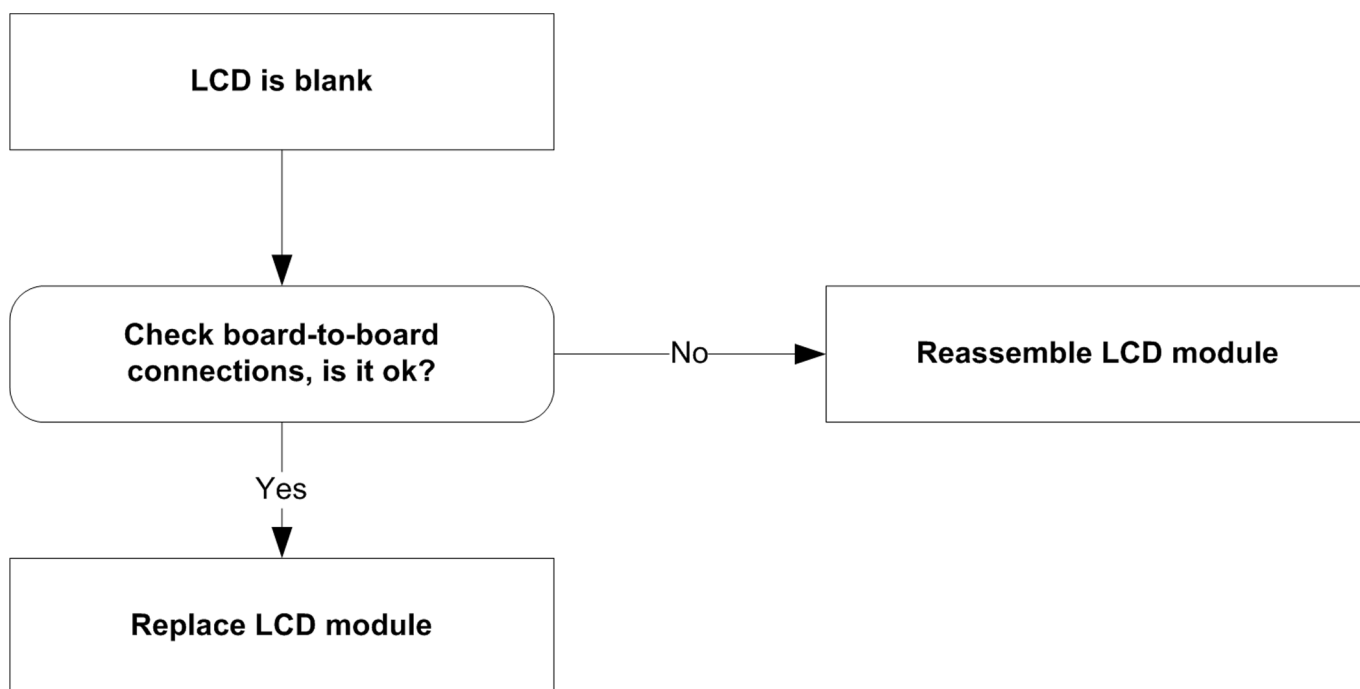 LCD is blank
Check board-to-board
connections, is it ok?
No
Reassemble LCD module
Yes
Replace LCD module